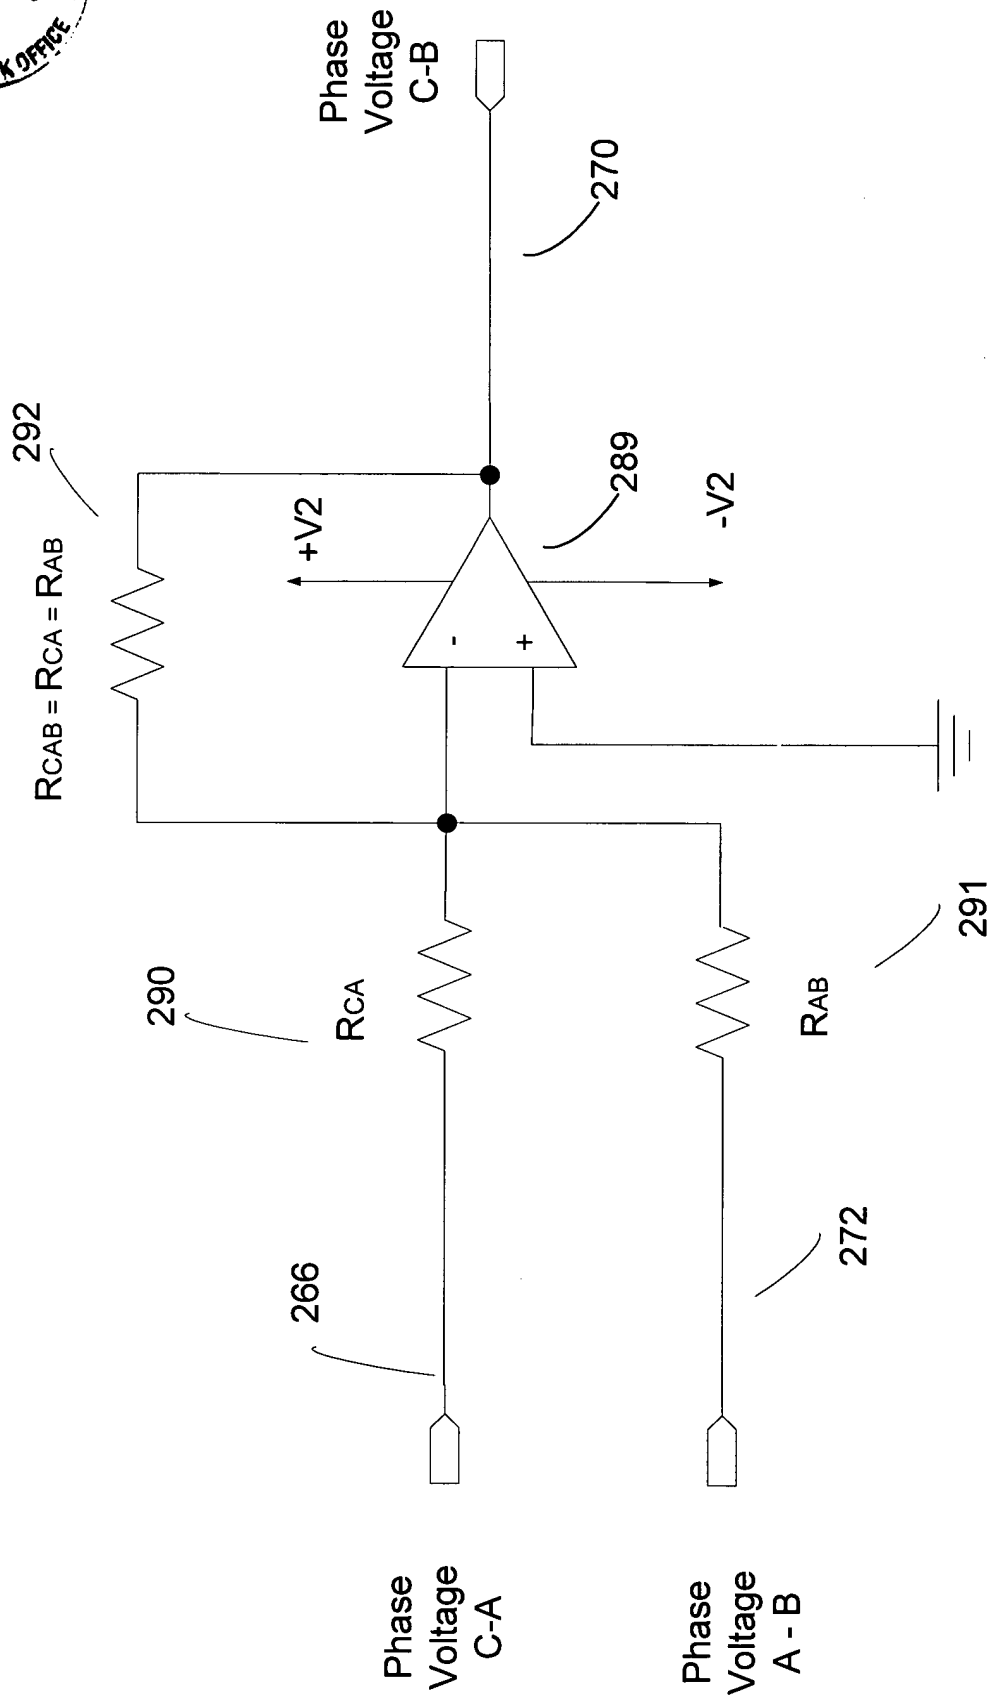 K OFFICE
292
RCAB = RCA = RAB
+V2
Phase
Voltage
C-B
270
289
-V2
-
+
290
RCA
266
Phase
Voltage
C-A
291
RAB
272
Phase
Voltage
A - B